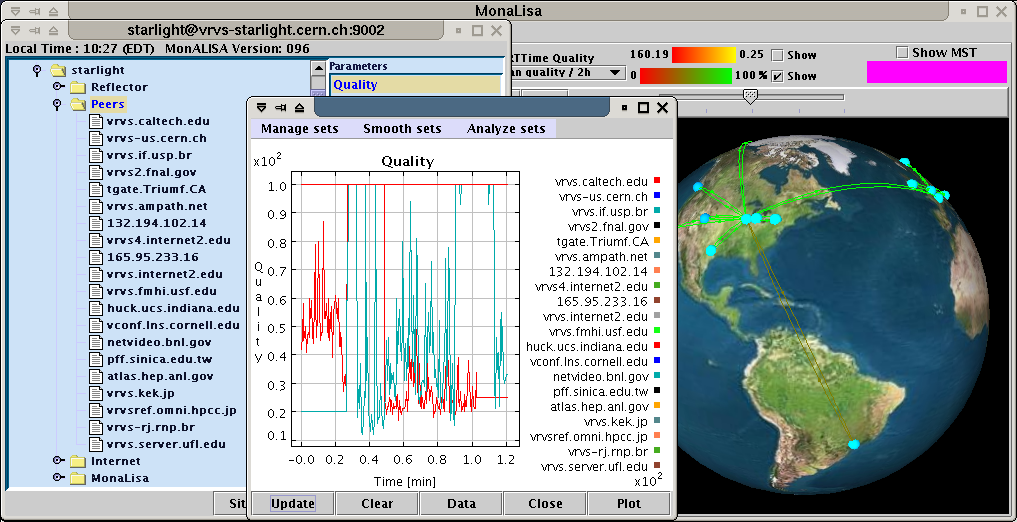 MonaLisa
starlight@vrvs-starlight.cern.ch:9002
Local Time : 10:27 (EDT) MonALISA Version: 096
RTTime Quality
160.19 0.25 Show
n quality / 2h
0 100 % Show
Show MST
starlight
Reflector
Peers
vrvs.caltech.edu
vrvs-us.cern.ch
vrvs.if.usp.br
vrvs2.fnal.gov
tgate.Triumf.CA
vrvs.ampath.net
132.194.102.14
vrvs4.internet2.edu
165.95.233.16
vrvs.internet2.edu
vrvs.fmhi.usf.edu
huck.ucs.indiana.edu
vconf.lns.cornell.edu
netvideo.bnl.gov
pff.sinica.edu.tw
atlas.hep.anl.gov
vrvs.kek.jp
vrvsref.omni.hpcc.jp
vrvs-rj.rnp.br
vrvs.server.ufl.edu
Internet
MonaLisa
Parameters
Quality
Sit
Manage sets Smooth sets Analyze sets
Quality
x10²
1.0
0.9
0.8
0.7
0.6
0.5
0.4
0.3
0.2
0.1
Quality
-0.0 0.2 0.4 0.6 0.8 1.0 1.2
Time [min]
x10²
vrvs.caltech.edu
vrvs-us.cern.ch
vrvs.if.usp.br
vrvs2.fnal.gov
tgate.Triumf.CA
vrvs.ampath.net
132.194.102.14
vrvs4.internet2.edu
165.95.233.16
vrvs.internet2.edu
vrvs.fmhi.usf.edu
huck.ucs.indiana.edu
vconf.lns.cornell.edu
netvideo.bnl.gov
pff.sinica.edu.tw
atlas.hep.anl.gov
vrvs.kek.jp
vrvsref.omni.hpcc.jp
vrvs-rj.rnp.br
vrvs.server.ufl.edu
Update Clear Data Close Plot